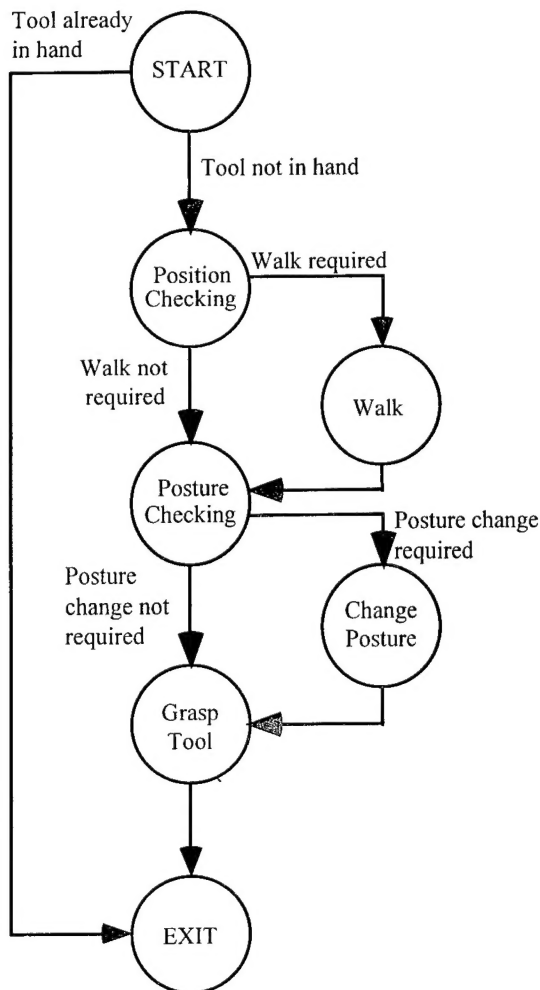 Tool already
in hand
START
Tool not in hand
Position
Checking
Walk required
Walk not
required
Walk
Posture
Checking
Posture change
required
Posture
change not
required
Change
Posture
Grasp
Tool
EXIT